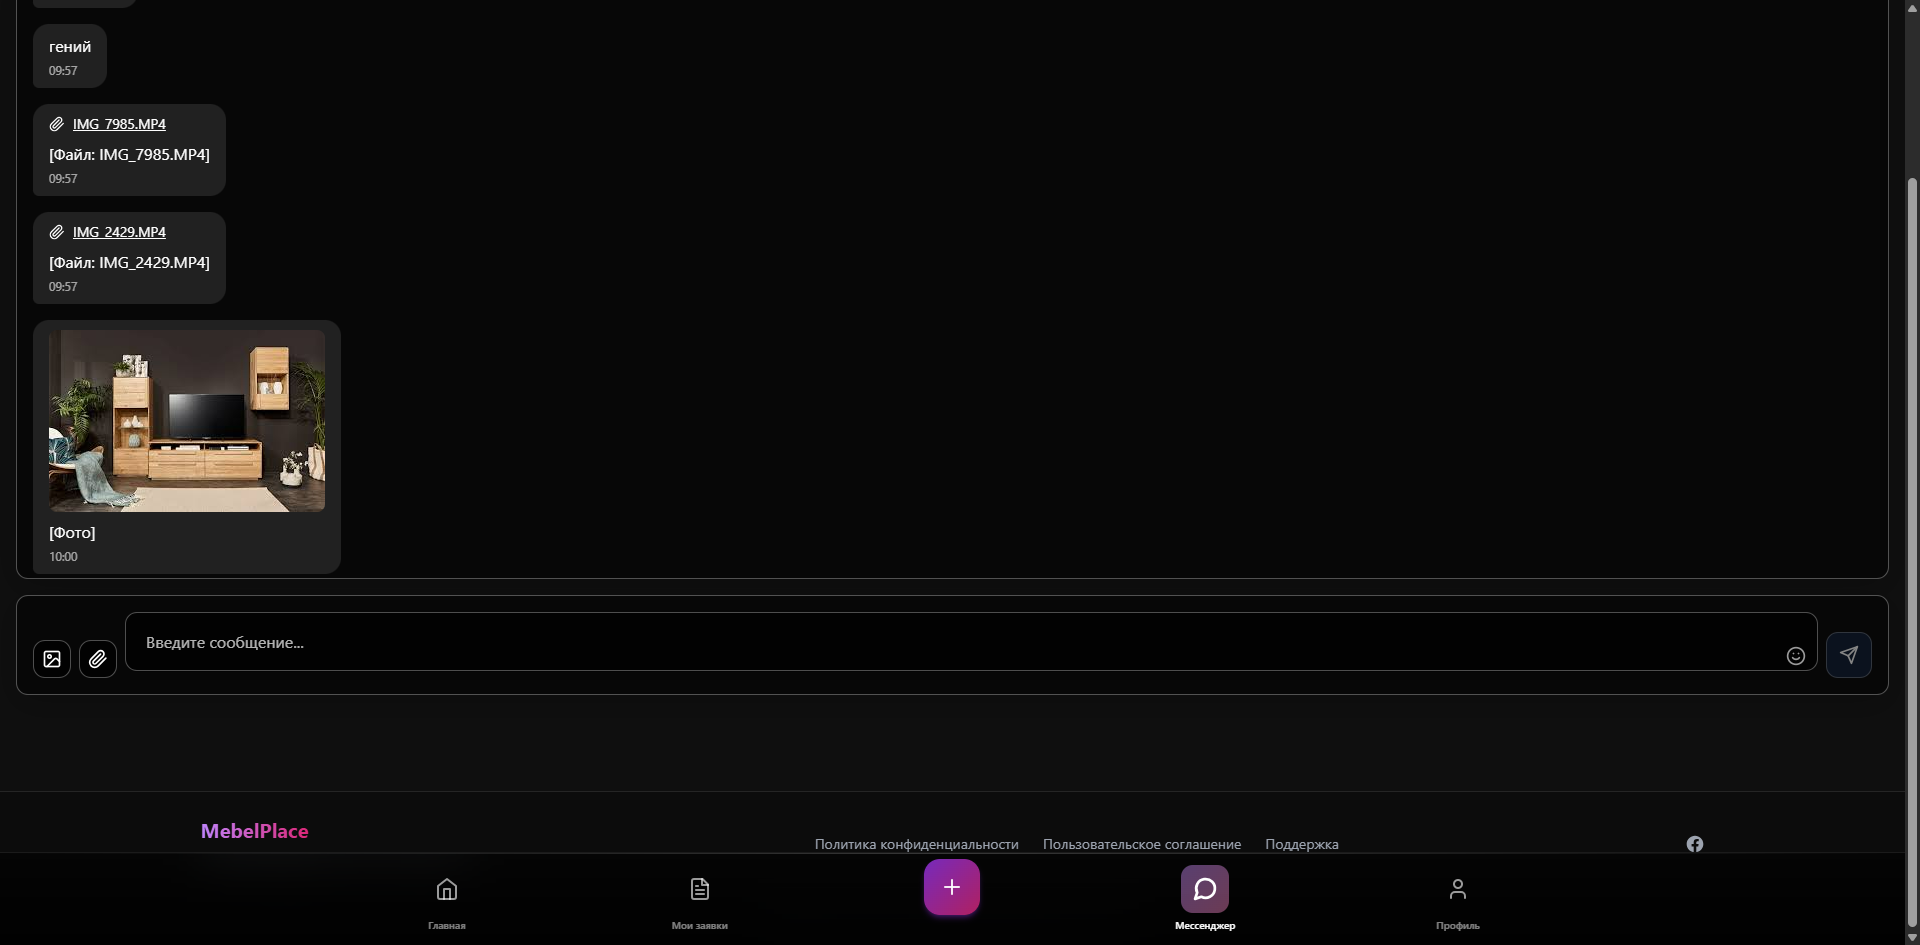 гений
09:57
IMG_7985.MP4
[Файл: IMG_7985.MP4]
09:57
IMG_2429.MP4
[Файл: IMG_2429.MP4]
09:57
[Фото]
10:00
Введите сообщение...
MebelPlace
Политика конфиденциальности Пользовательское соглашение Поддержка
Главная Мои заявки Мессенджер Профиль